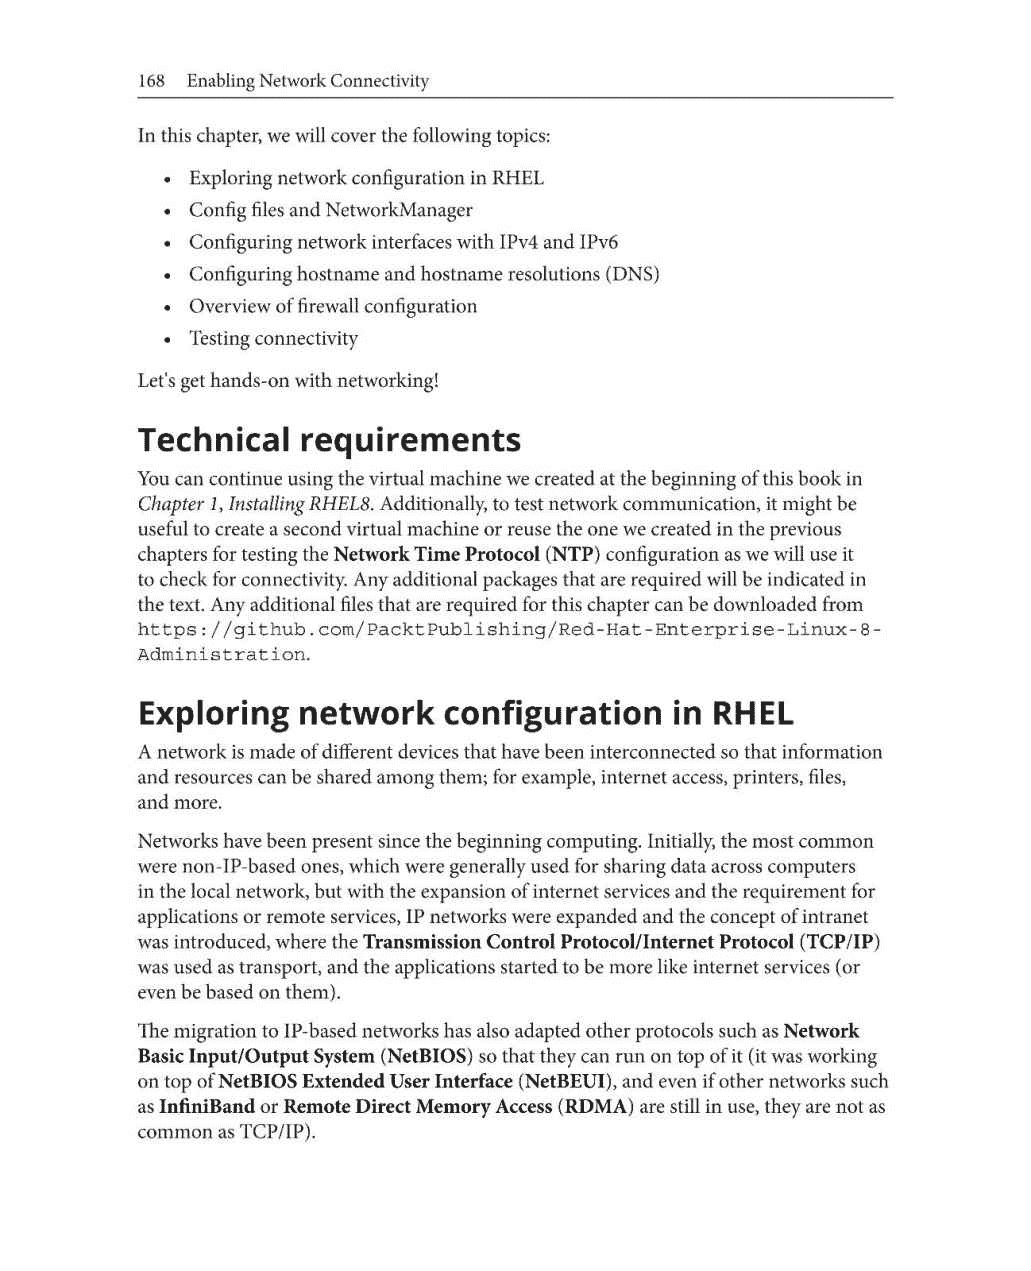 168 Enabling Network Connectivity
In this chapter, we will cover the following topics:
• Exploring network configuration in RHEL
• Config files and NetworkManager
• Configuring network interfaces with IPv4 and IPv6
• Configuring hostname and hostname resolutions (DNS)
• Overview of firewall configuration
• Testing connectivity
Let's get hands-on with networking!
Technical requirements
You can continue using the virtual machine we created at the beginning of this book in
Chapter 1, Installing RHEL8. Additionally, to test network communication, it might be
useful to create a second virtual machine or reuse the one we created in the previous
chapters for testing the Network Time Protocol (NTP) configuration as we will use it
to check for connectivity. Any additional packages that are required will be indicated in
the text. Any additional files that are required for this chapter can be downloaded from
https://github.com/PacktPublishing/Red-Hat-Enterprise-Linux-8-
Administration.
Exploring network configuration in RHEL
A network is made of different devices that have been interconnected so that information
and resources can be shared among them; for example, internet access, printers, files,
and more.
Networks have been present since the beginning computing. Initially, the most common
were non-IP-based ones, which were generally used for sharing data across computers
in the local network, but with the expansion of internet services and the requirement for
applications or remote services, IP networks were expanded and the concept of intranet
was introduced, where the Transmission Control Protocol/Internet Protocol (TCP/IP)
was used as transport, and the applications started to be more like internet services (or
even be based on them).
The migration to IP-based networks has also adapted other protocols such as Network
Basic Input/Output System (NetBIOS) so that they can run on top of it (it was working
on top of NetBIOS Extended User Interface (NetBEUI), and even if other networks such
as InfiniBand or Remote Direct Memory Access (RDMA) are still in use, they are not as
common as TCP/IP).